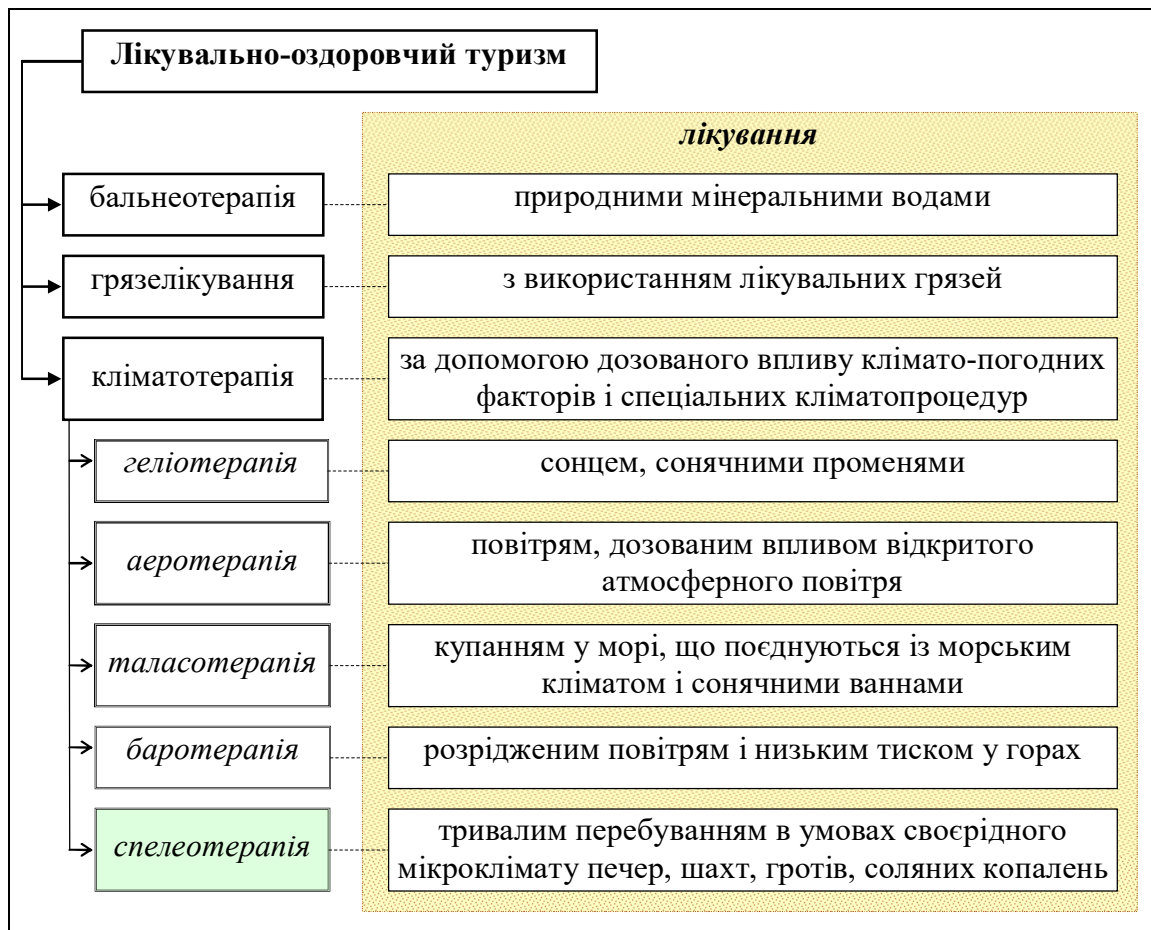 Лікувально-оздоровчий туризм
лікування
бальнеотерапія
природними мінеральними водами
грязелікування
з використанням лікувальних грязей
кліматотерапія
за допомогою дозованого впливу клімато-погодних
факторів і спеціальних кліматопроцедур
геліотерапія
сонцем, сонячними променями
аеротерапія
повітрям, дозованим впливом відкритого
атмосферного повітря
таласотерапія
купанням у морі, що поєднуються із морським
кліматом і сонячними ваннами
баротерапія
розрідженим повітрям і низьким тиском у горах
спелеотерапія
тривалим перебуванням в умовах своєрідного
мікроклімату печер, шахт, гротів, соляних копалень